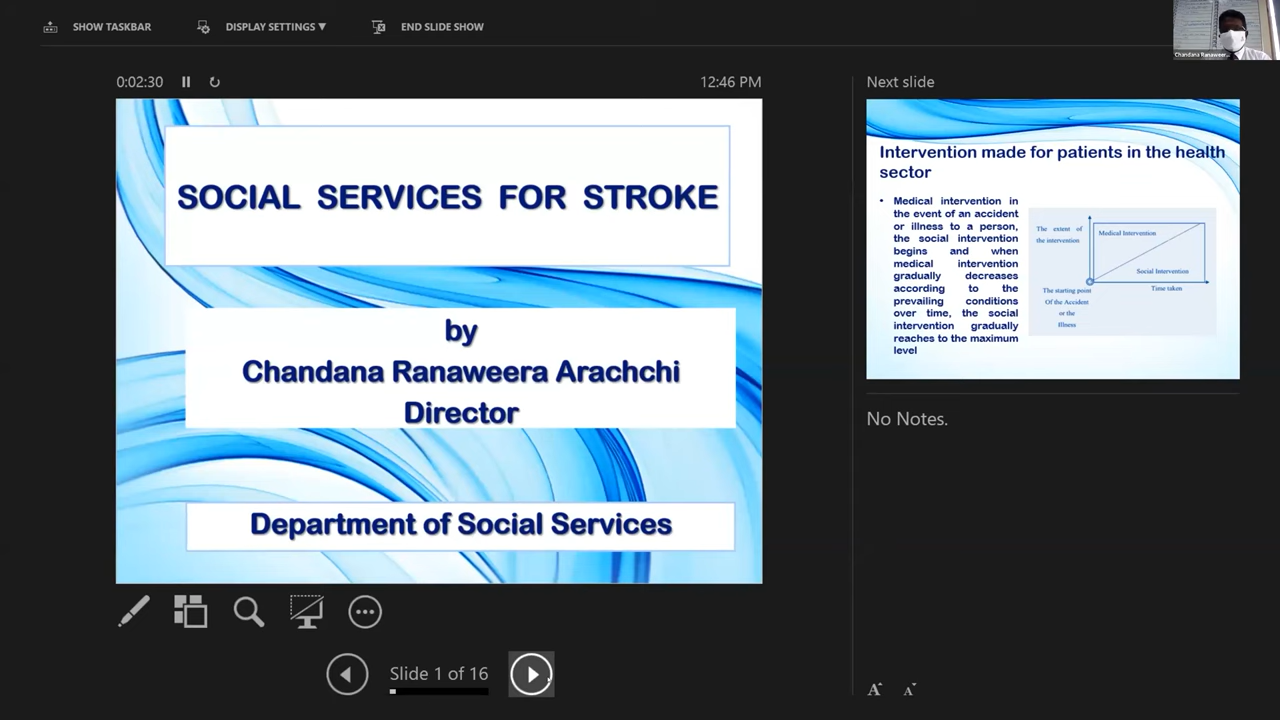 SHOW TASKBAR
DISPLAY SETTINGS ▼
END SLIDE SHOW
Chandana Ranaweer...
0:02:30
12:46 PM
SOCIAL SERVICES FOR STROKE
by
Chandana Ranaweera Arachchi
Director
Department of Social Services
Slide 1 of 16
Next slide
Intervention made for patients in the health
sector
• Medical intervention in
the event of an accident
or illness to a person,
the social intervention
begins and when
medical intervention
gradually decreases
according to the
prevailing conditions
over time, the social
intervention gradually
reaches to the maximum
level
The extent of
the intervention
Medical Intervention
Social Intervention
Time taken
The starting point
Of the Accident
or the
Illness
No Notes.
A A